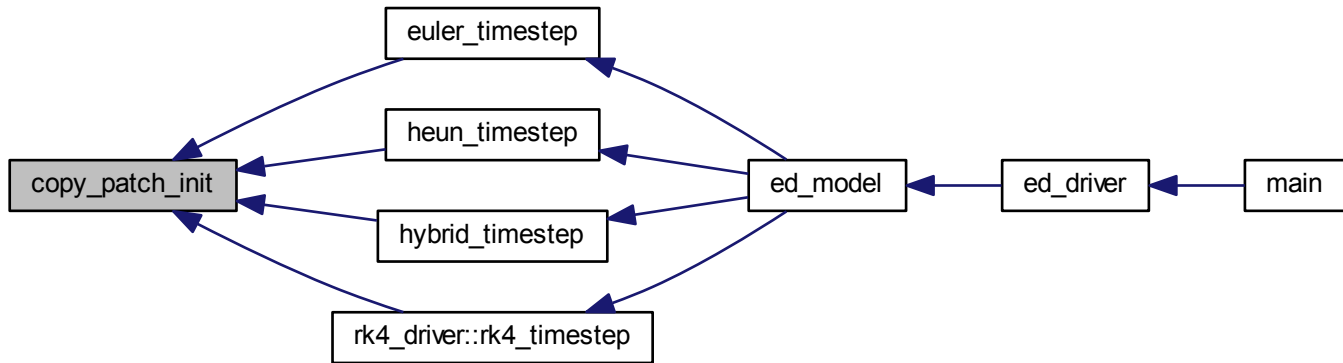 euler_timestep
heun_timestep
copy_patch_init
ed_model
ed_driver
main
hybrid_timestep
rk4_driver::rk4_timestep